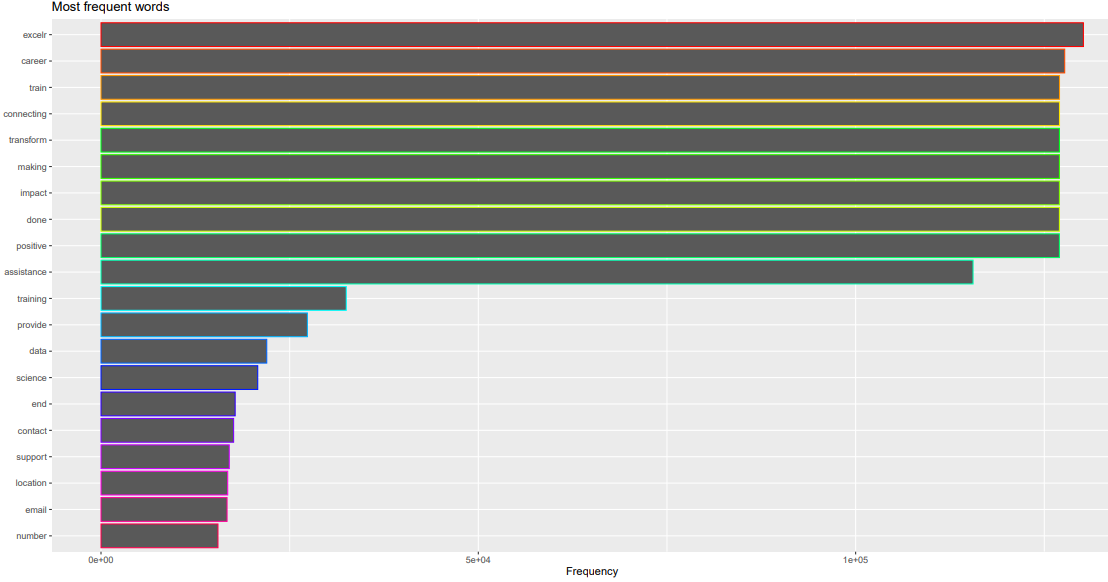 Most frequent words
excelr
career
train
connecting
transform
making
impact
done
positive
assistance
training
provide
data
science
end
contact
support
location
email
number
0e+00 5e+04 1e+05
Frequency